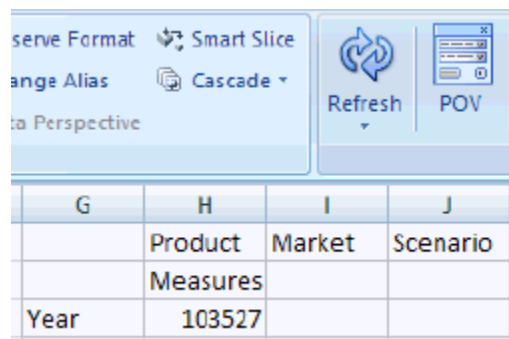 serve Format Smart Slice
ange Alias Cascade
Refresh POV
ta Perspective
G H I J
Product Market Scenario
Measures
Year 103527